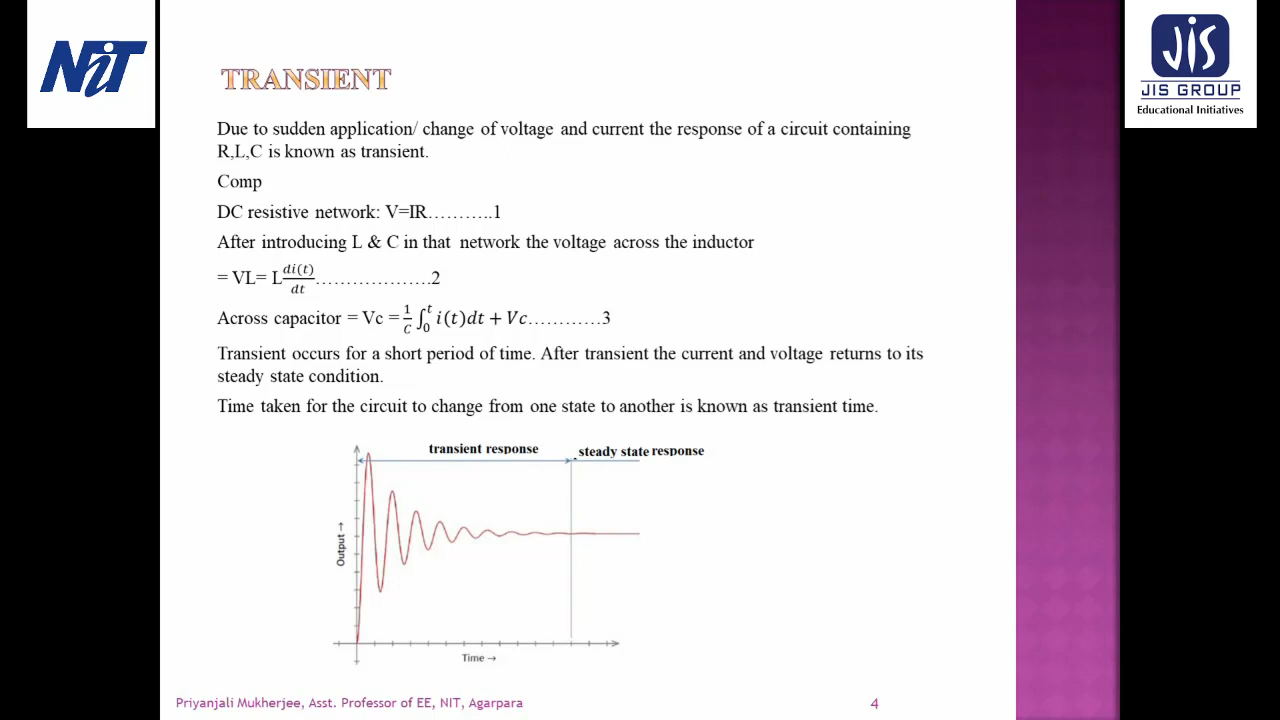 NiT
JIS
JIS GROUP
Educational Initiatives
TRANSIENT
Due to sudden application/ change of voltage and current the response of a circuit containing
R,L,C is known as transient.
Comp
DC resistive network: V=IR………..1
After introducing L & C in that network the voltage across the inductor
= VL= L di(t)/dt……………….2
Across capacitor = Vc = 1/C ∫₀ᵗ i(t)dt + Vc…………3
Transient occurs for a short period of time. After transient the current and voltage returns to its
steady state condition.
Time taken for the circuit to change from one state to another is known as transient time.
transient response
steady state response
Output →
Time →
Priyanjali Mukherjee, Asst. Professor of EE, NIT, Agarpara
4